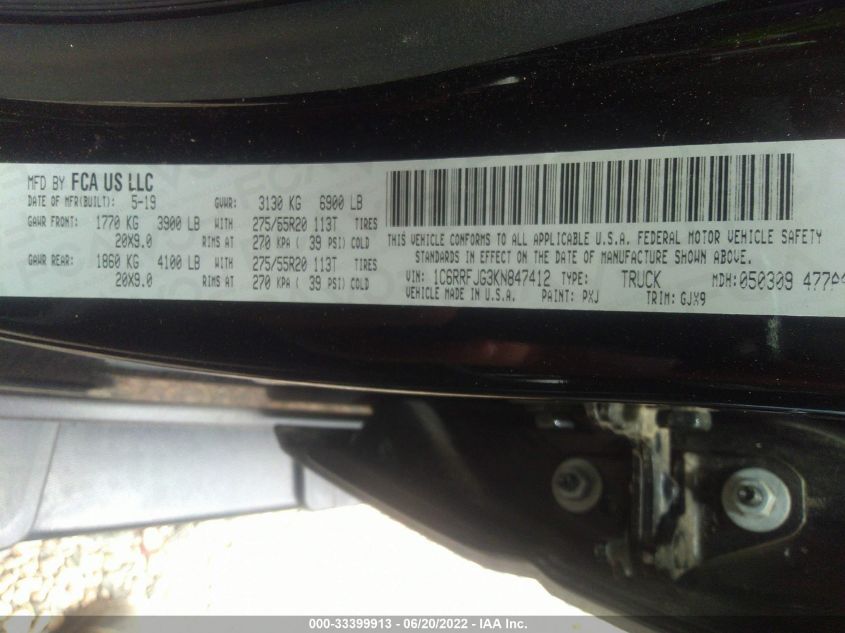 MFD BY FCA US LLC
DATE OF MFR(BUILT): 5-19 GVWR: 3130 KG 6900 LB
GAWR FRONT: 1770 KG 3900 LB WITH 275/55R20 113T TIRES
20X9.0 RIMS AT 270 KPA ( 39 PSI) COLD
GAWR REAR: 1860 KG 4100 LB WITH 275/55R20 113T TIRES
20X9.0 RIMS AT 270 KPA ( 39 PSI) COLD
THIS VEHICLE CONFORMS TO ALL APPLICABLE U.S.A. FEDERAL MOTOR VEHICLE SAFETY
STANDARDS IN EFFECT ON THE DATE OF MANUFACTURE SHOWN ABOVE.
VIN: 1C6RRFJG3KN847412 TYPE: TRUCK MDH: 050309
VEHICLE MADE IN U.S.A. PAINT: PXJ TRIM: GJX9
000-33399913 - 06/20/2022 - IAA Inc.